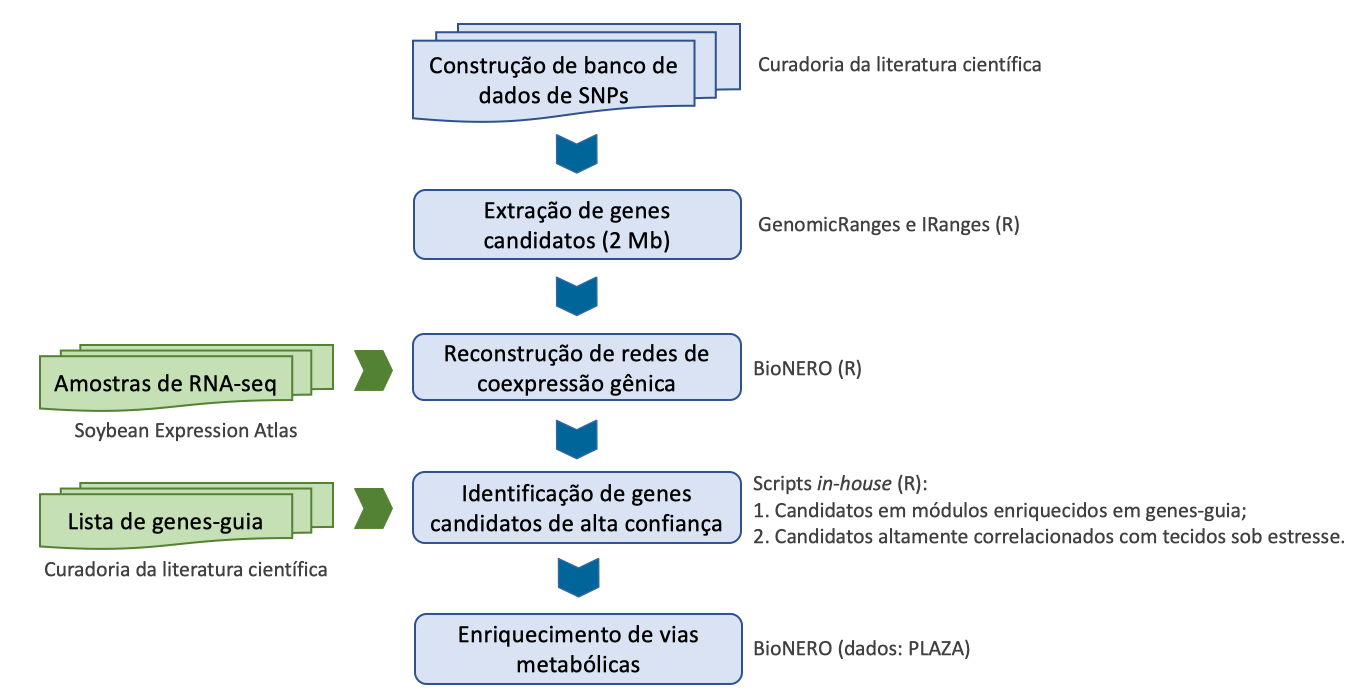 Construção de banco de
dados de SNPs
Curadoria da literatura científica
Extração de genes
candidatos (2 Mb)
GenomicRanges e IRanges (R)
Amostras de RNA-seq
Soybean Expression Atlas
Reconstrução de redes de
coexpressão gênica
BioNERO (R)
Lista de genes-guia
Curadoria da literatura científica
Identificação de genes
candidatos de alta confiança
Scripts in-house (R):
1. Candidatos em módulos enriquecidos em genes-guia;
2. Candidatos altamente correlacionados com tecidos sob estresse.
Enriquecimento de vias
metabólicas
BioNERO (dados: PLAZA)